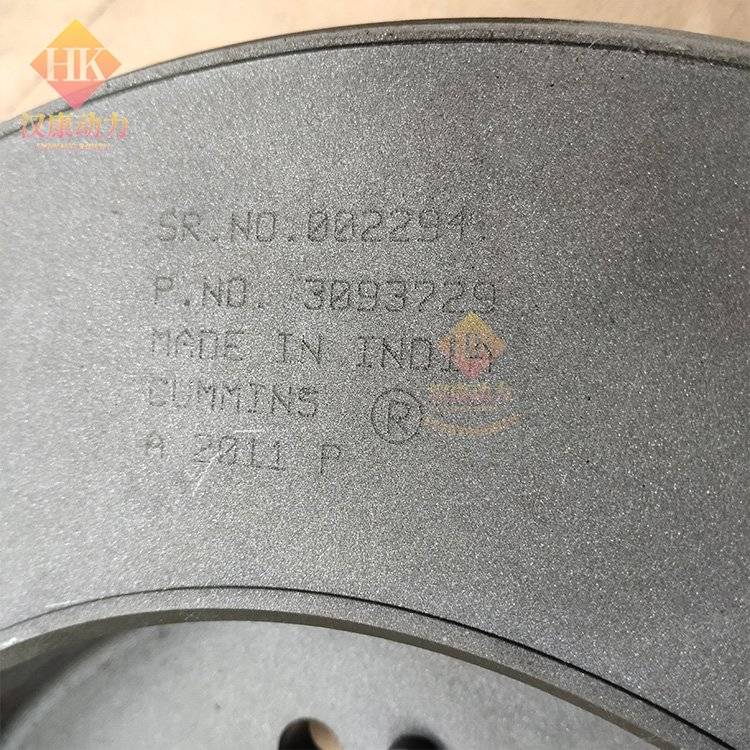 HK
汉康动力
SR.NO.002294.
P.NO. 3093729
MADE IN INDIA
CUMMINS ®
A 2011 P